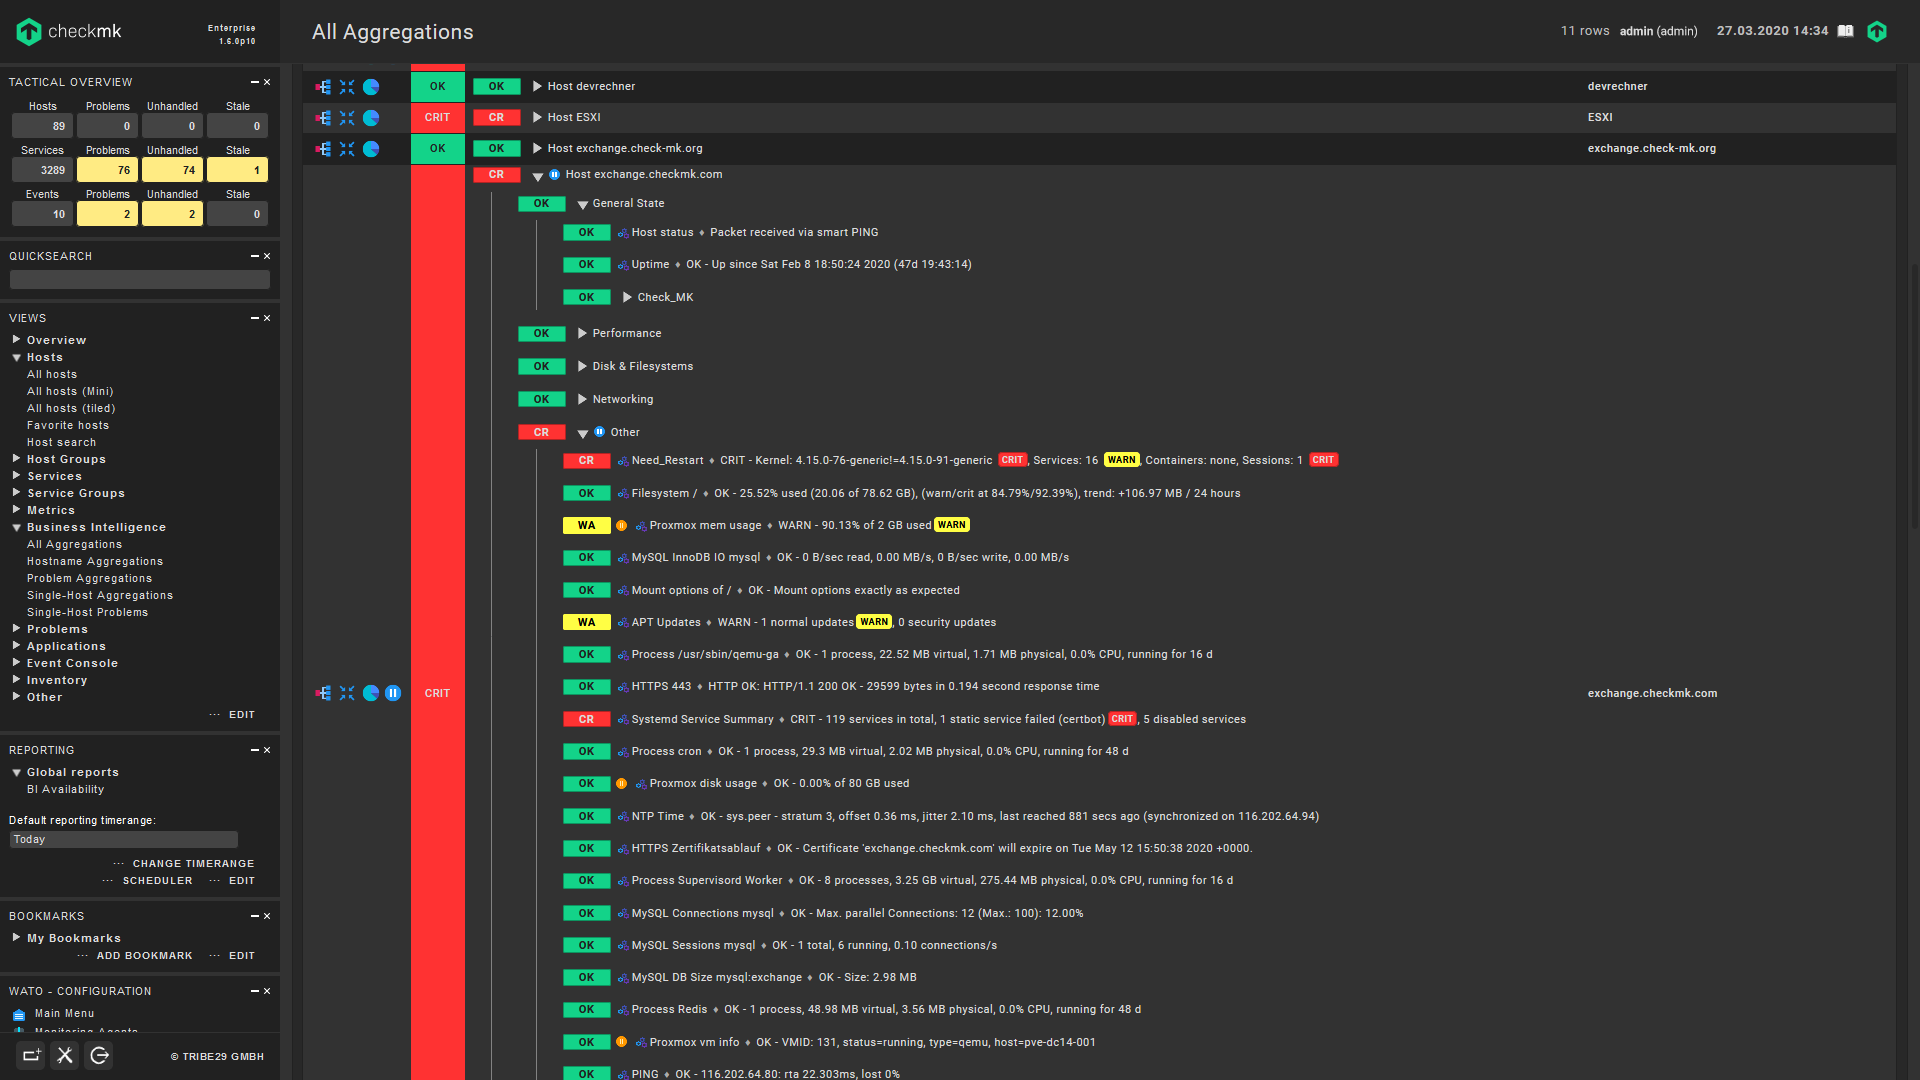 checkmk
Enterprise
1.6.0p10
All Aggregations
11 rows admin (admin) 27.03.2020 14:34
TACTICAL OVERVIEW
Hosts Problems Unhandled Stale
89 0 0 0
Services Problems Unhandled Stale
3289 76 74 1
Events Problems Unhandled Stale
10 2 2 0
QUICKSEARCH
VIEWS
Overview
Hosts
All hosts
All hosts (Mini)
All hosts (tiled)
Favorite hosts
Host search
Host Groups
Services
Service Groups
Metrics
Business Intelligence
All Aggregations
Hostname Aggregations
Problem Aggregations
Single-Host Aggregations
Single-Host Problems
Problems
Applications
Event Console
Inventory
Other
··· EDIT
REPORTING
Global reports
BI Availability
Default reporting timerange:
Today
··· CHANGE TIMERANGE
··· SCHEDULER ··· EDIT
BOOKMARKS
My Bookmarks
··· ADD BOOKMARK ··· EDIT
WATO - CONFIGURATION
Main Menu
Monitoring Agents
© TRIBE29 GMBH
OK OK Host devrechner devrechner
CRIT CR Host ESXI ESXI
OK OK Host exchange.check-mk.org exchange.check-mk.org
CR Host exchange.checkmk.com
OK General State
OK Host status ♦ Packet received via smart PING
OK Uptime ♦ OK - Up since Sat Feb 8 18:50:24 2020 (47d 19:43:14)
OK Check_MK
OK Performance
OK Disk & Filesystems
OK Networking
CR Other
CR Need_Restart ♦ CRIT - Kernel: 4.15.0-76-generic!=4.15.0-91-generic CRIT, Services: 16 WARN, Containers: none, Sessions: 1 CRIT
OK Filesystem / ♦ OK - 25.52% used (20.06 of 78.62 GB), (warn/crit at 84.79%/92.39%), trend: +106.97 MB / 24 hours
WA Proxmox mem usage ♦ WARN - 90.13% of 2 GB used WARN
OK MySQL InnoDB IO mysql ♦ OK - 0 B/sec read, 0.00 MB/s, 0 B/sec write, 0.00 MB/s
OK Mount options of / ♦ OK - Mount options exactly as expected
WA APT Updates ♦ WARN - 1 normal updates WARN, 0 security updates
OK Process /usr/sbin/qemu-ga ♦ OK - 1 process, 22.52 MB virtual, 1.71 MB physical, 0.0% CPU, running for 16 d
OK HTTPS 443 ♦ HTTP OK: HTTP/1.1 200 OK - 29599 bytes in 0.194 second response time
CRIT exchange.checkmk.com
CR Systemd Service Summary ♦ CRIT - 119 services in total, 1 static service failed (certbot) CRIT, 5 disabled services
OK Process cron ♦ OK - 1 process, 29.3 MB virtual, 2.02 MB physical, 0.0% CPU, running for 48 d
OK Proxmox disk usage ♦ OK - 0.00% of 80 GB used
OK NTP Time ♦ OK - sys.peer - stratum 3, offset 0.36 ms, jitter 2.10 ms, last reached 881 secs ago (synchronized on 116.202.64.94)
OK HTTPS Zertifikatsablauf ♦ OK - Certificate 'exchange.checkmk.com' will expire on Tue May 12 15:50:38 2020 +0000.
OK Process Supervisord Worker ♦ OK - 8 processes, 3.25 GB virtual, 275.44 MB physical, 0.0% CPU, running for 16 d
OK MySQL Connections mysql ♦ OK - Max. parallel Connections: 12 (Max.: 100): 12.00%
OK MySQL Sessions mysql ♦ OK - 1 total, 6 running, 0.10 connections/s
OK MySQL DB Size mysql:exchange ♦ OK - Size: 2.98 MB
OK Process Redis ♦ OK - 1 process, 48.98 MB virtual, 3.56 MB physical, 0.0% CPU, running for 48 d
OK Proxmox vm info ♦ OK - VMID: 131, status=running, type=qemu, host=pve-dc14-001
OK PING ♦ OK - 116.202.64.80: rta 22.303ms, lost 0%